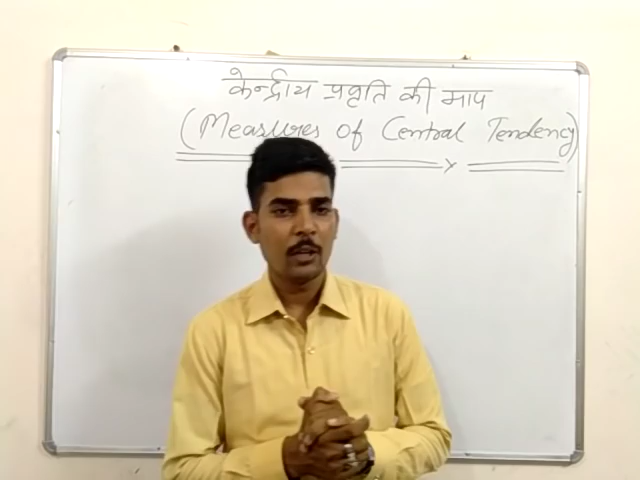 केन्द्रीय प्रवृति की माप
(Measures of Central Tendency)